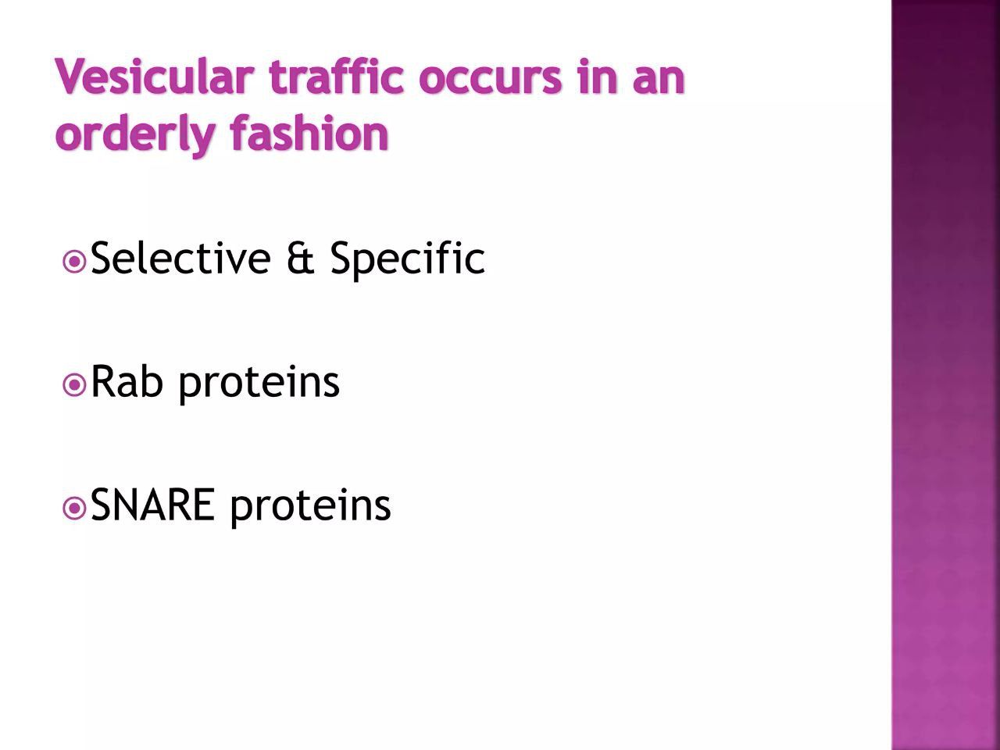 Vesicular traffic occurs in an
orderly fashion
Selective & Specific
Rab proteins
SNARE proteins